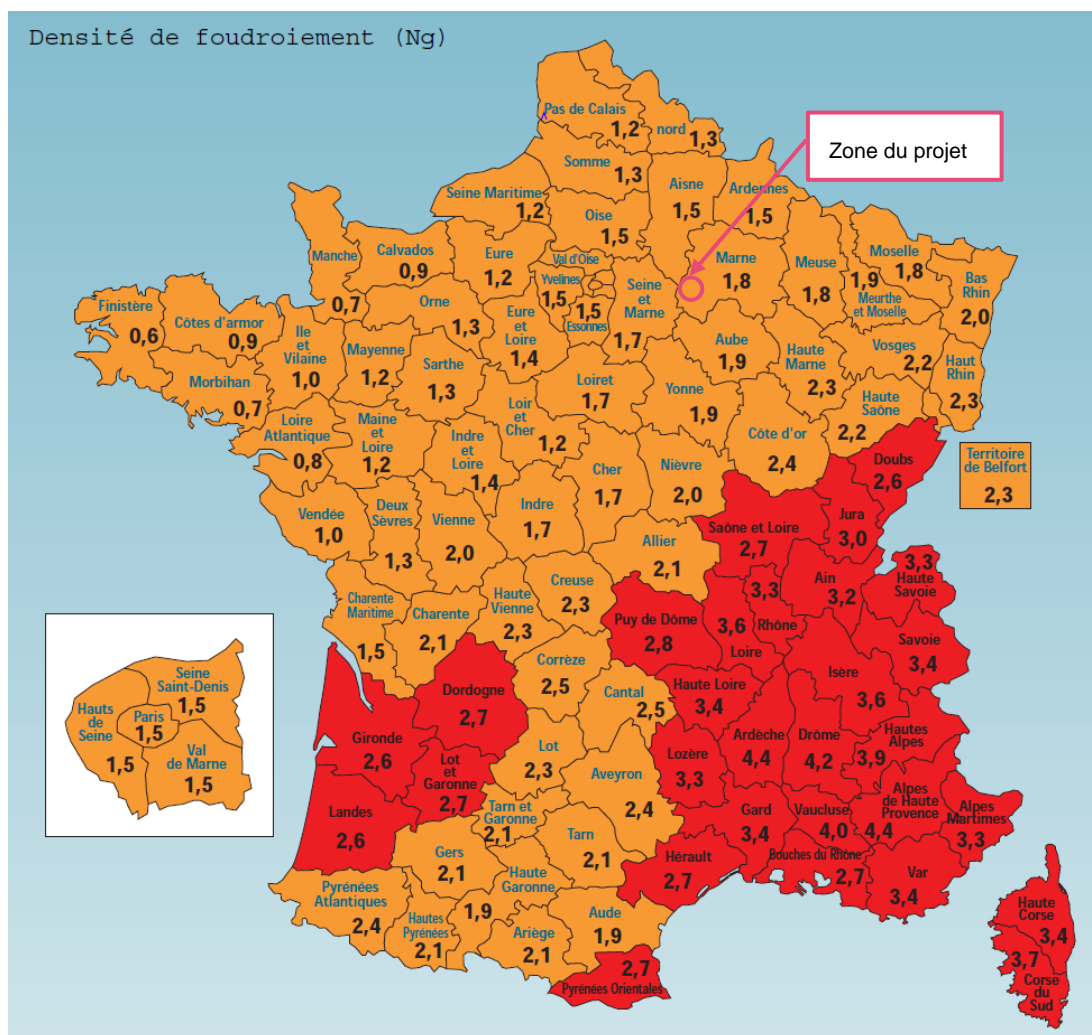 Densité de foudroiement (Ng)
Zone du projet
Pas de Calais
1,2
nord
1,3
Somme
1,3
Aisne
1,5
Ardennes
1,5
Seine Maritime
1,2
Oise
1,5
Manche
0,7
Calvados
0,9
Eure
1,2
Val d'Oise
Yvelines
1,5
1,5
Essonnes
Seine
et
Marne
1,7
Marne
1,8
Meuse
1,8
Moselle
1,8
1,9
Meurthe
et Moselle
Bas
Rhin
2,0
Finistère
0,6
Côtes d'armor
0,9
Morbihan
0,7
Ile
et
Vilaine
1,0
Orne
1,3
Mayenne
1,2
Sarthe
1,3
Eure
et
Loire
1,4
Loiret
1,7
Yonne
1,9
Aube
1,9
Haute
Marne
2,3
Vosges
2,2
Haut
Rhin
2,3
Haute
Saône
2,2
Loire
Atlantique
0,8
Maine
et
Loire
1,2
Indre
et
Loire
1,4
Loir
et
Cher
1,2
Cher
1,7
Nièvre
2,0
Côte d'or
2,4
Doubs
2,6
Territoire
de Belfort
2,3
Vendée
1,0
Deux
Sèvres
1,3
Vienne
2,0
Indre
1,7
Allier
2,1
Saône et Loire
2,7
Jura
3,0
Charente
Maritime
1,5
Charente
2,1
Haute
Vienne
2,3
Creuse
2,3
Puy de Dôme
2,8
3,6
Loire
3,3
Rhône
Ain
3,2
3,3
Haute
Savoie
Savoie
3,4
Isère
3,6
Dordogne
2,7
Corrèze
2,5
Cantal
2,5
Haute Loire
3,4
Gironde
2,6
Lot
et
Garonne
2,7
Lot
2,3
Aveyron
2,4
Lozère
3,3
Ardèche
4,4
Drôme
4,2
Hautes
Alpes
3,9
Landes
2,6
Tarn et
Garonne
2,1
Tarn
2,1
Gard
3,4
Vaucluse
4,0
Alpes
de Haute
Provence
4,4
Alpes
Martimes
3,3
Gers
2,1
Haute
Garonne
1,9
Hérault
2,7
Bouches du Rhône
2,7
Var
3,4
Pyrénées
Atlantiques
2,4
Hautes
Pyrénées
2,1
Ariège
2,1
Aude
1,9
2,7
Pyrénées Orientales
Haute
Corse
3,4
3,7
Corse
du
Sud
Seine
Saint-Denis
1,5
Hauts
de
Seine
1,5
Paris
1,5
Val
de Marne
1,5